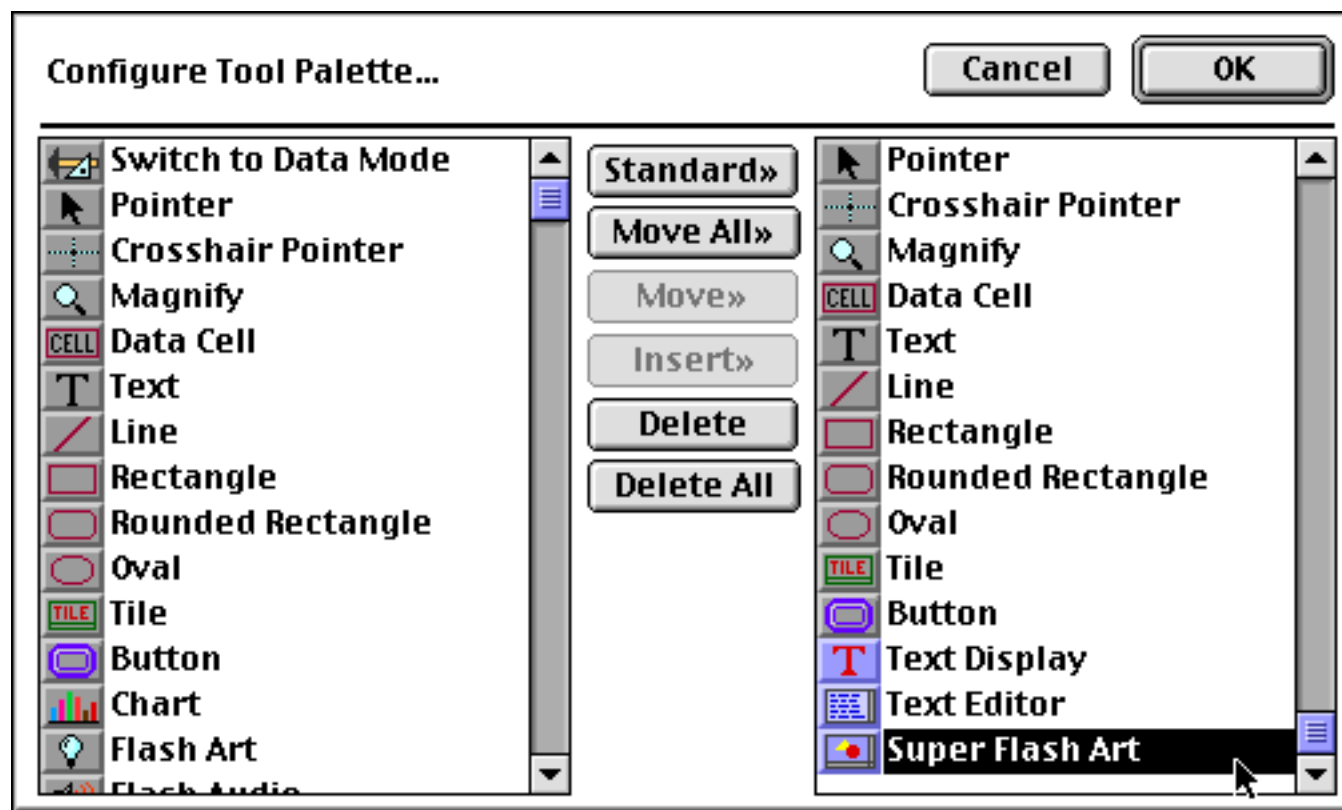 Configure Tool Palette...
Cancel
OK
Switch to Data Mode
Pointer
Crosshair Pointer
Magnify
CELL Data Cell
T Text
Line
Rectangle
Rounded Rectangle
Oval
TILE Tile
Button
Chart
Flash Art
Flash Audio
Standard»
Move All»
Move»
Insert»
Delete
Delete All
Pointer
Crosshair Pointer
Magnify
CELL Data Cell
T Text
Line
Rectangle
Rounded Rectangle
Oval
TILE Tile
Button
T Text Display
Text Editor
Super Flash Art